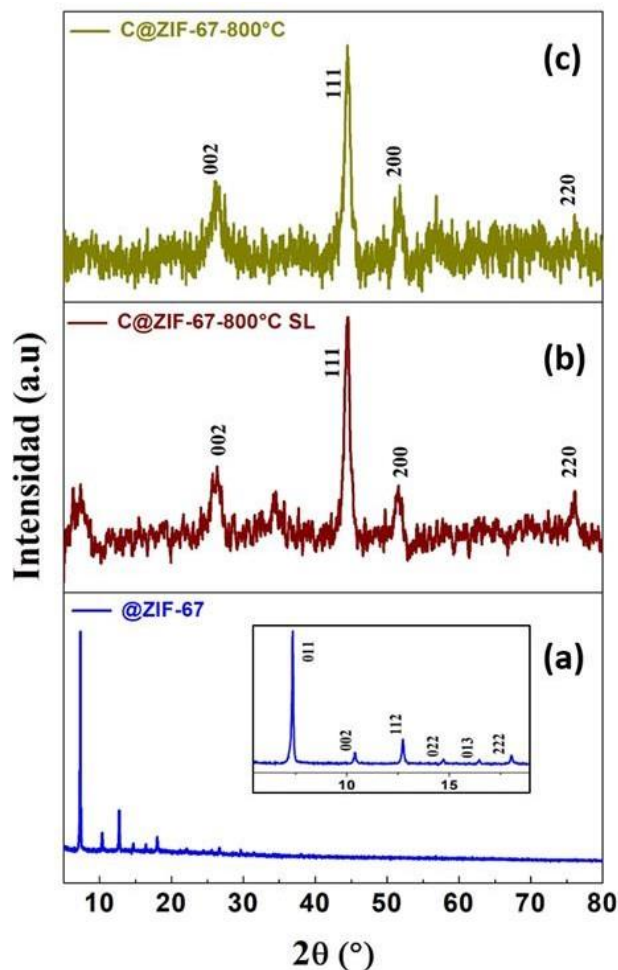 C@ZIF-67-800°C
(c)
002
111
200
220
C@ZIF-67-800°C SL
(b)
002
111
200
220
Intensidad (a.u)
@ZIF-67
(a)
011
002
112
022
013
222
10
15
10 20 30 40 50 60 70 80
2θ (°)